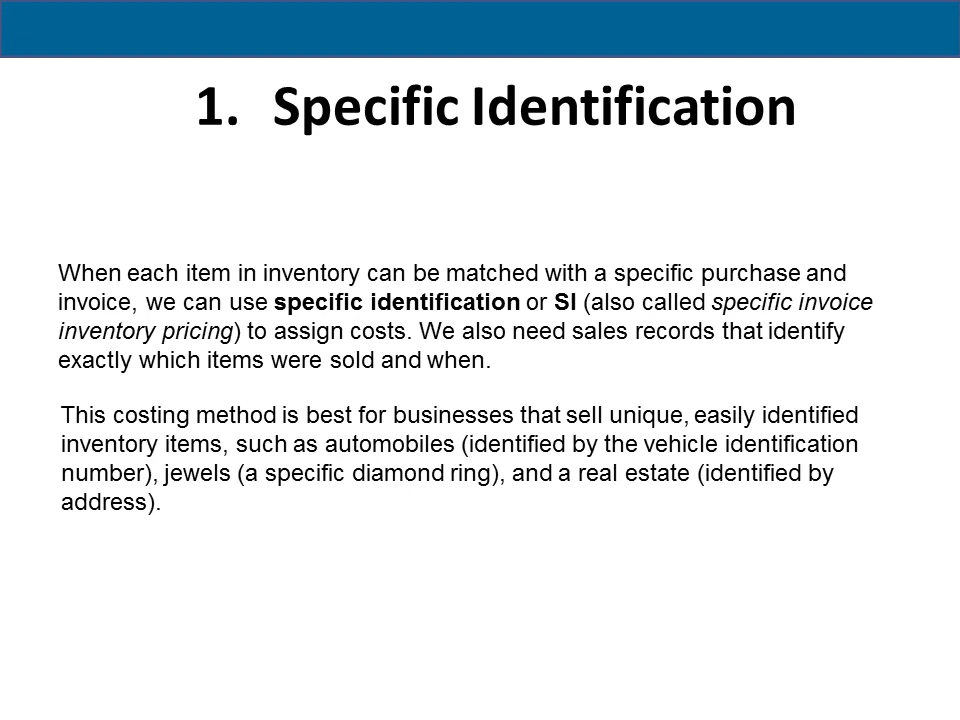 1. Specific Identification
When each item in inventory can be matched with a specific purchase and
invoice, we can use specific identification or SI (also called specific invoice
inventory pricing) to assign costs. We also need sales records that identify
exactly which items were sold and when.
This costing method is best for businesses that sell unique, easily identified
inventory items, such as automobiles (identified by the vehicle identification
number), jewels (a specific diamond ring), and a real estate (identified by
address).